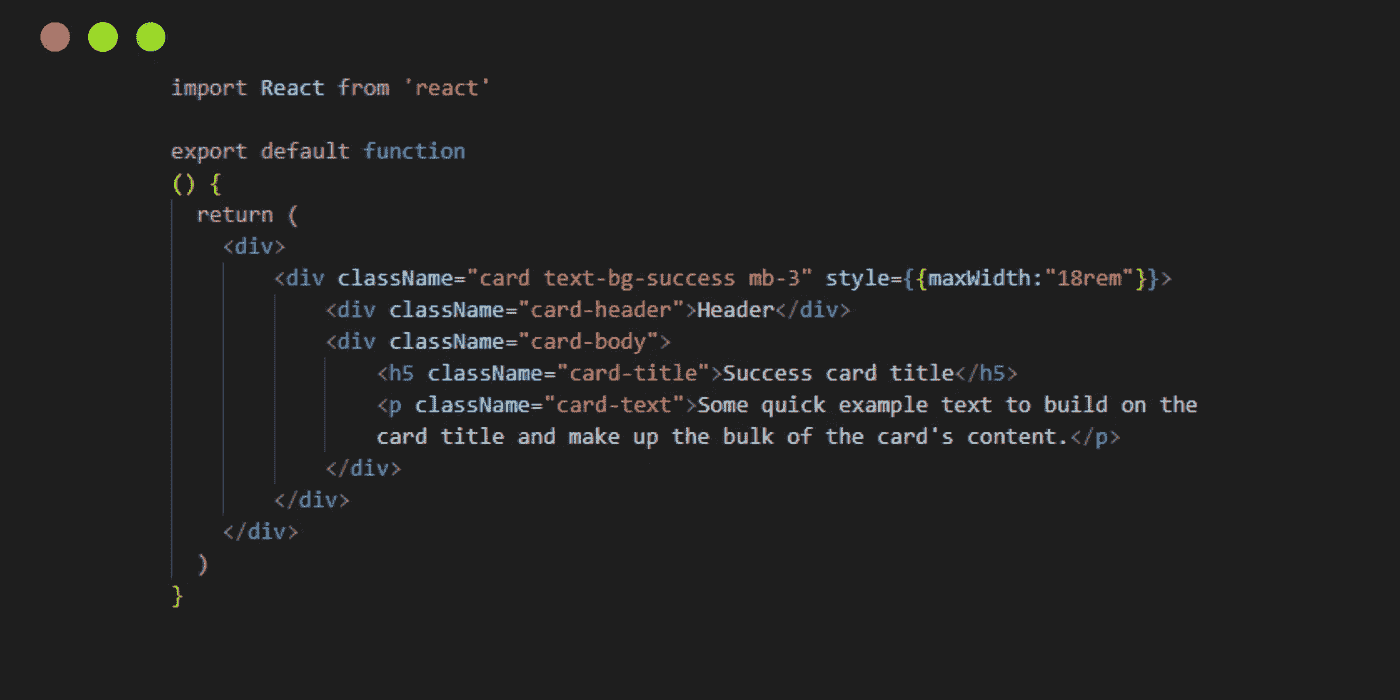 import React from 'react'
export default function
() {
return (
<div>
<div className="card text-bg-success mb-3" style={{maxWidth:"18rem"}}>
<div className="card-header">Header</div>
<div className="card-body">
<h5 className="card-title">Success card title</h5>
<p className="card-text">Some quick example text to build on the
card title and make up the bulk of the card's content.</p>
</div>
</div>
</div>
)
}